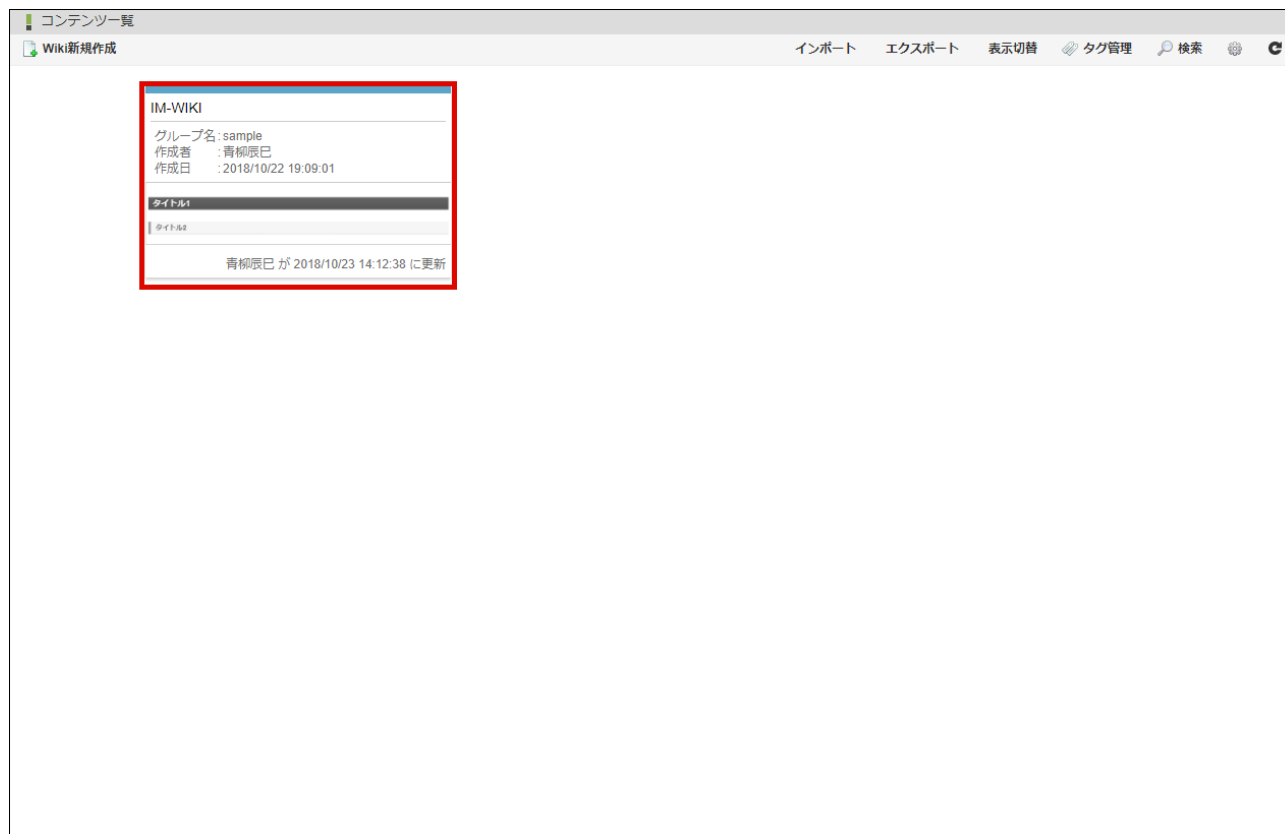 コンテンツ一覧
Wiki新規作成 インポート エクスポート 表示切替 タグ管理 検索
IM-WIKI
グループ名 : sample
作成者 : 青柳辰巳
作成日 : 2018/10/22 19:09:01
タイトル1
タイトル2
青柳辰巳 が 2018/10/23 14:12:38 に更新